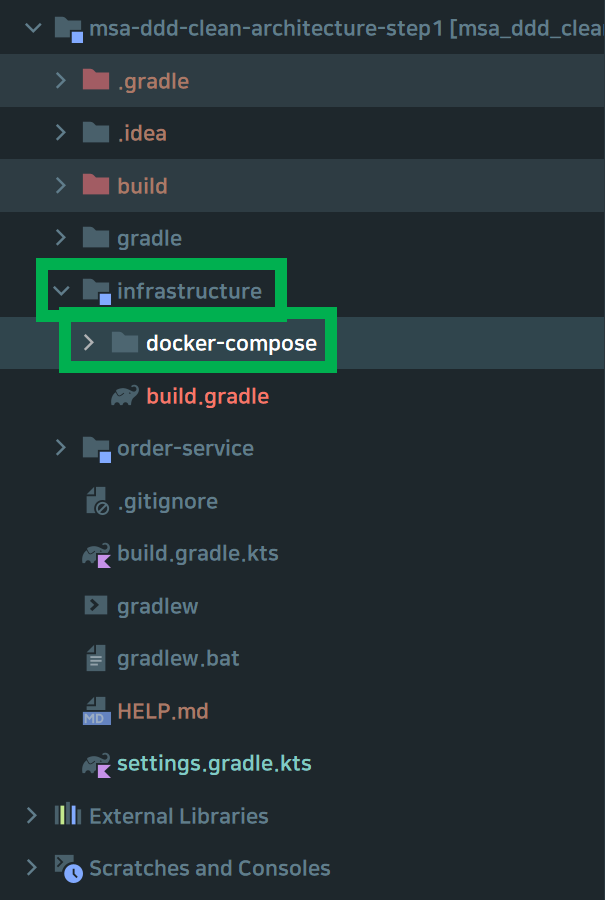 msa-ddd-clean-architecture-step1 [msa_ddd_clea
.gradle
.idea
build
gradle
infrastructure
docker-compose
build.gradle
order-service
.gitignore
build.gradle.kts
gradlew
gradlew.bat
MD HELP.md
settings.gradle.kts
External Libraries
Scratches and Consoles